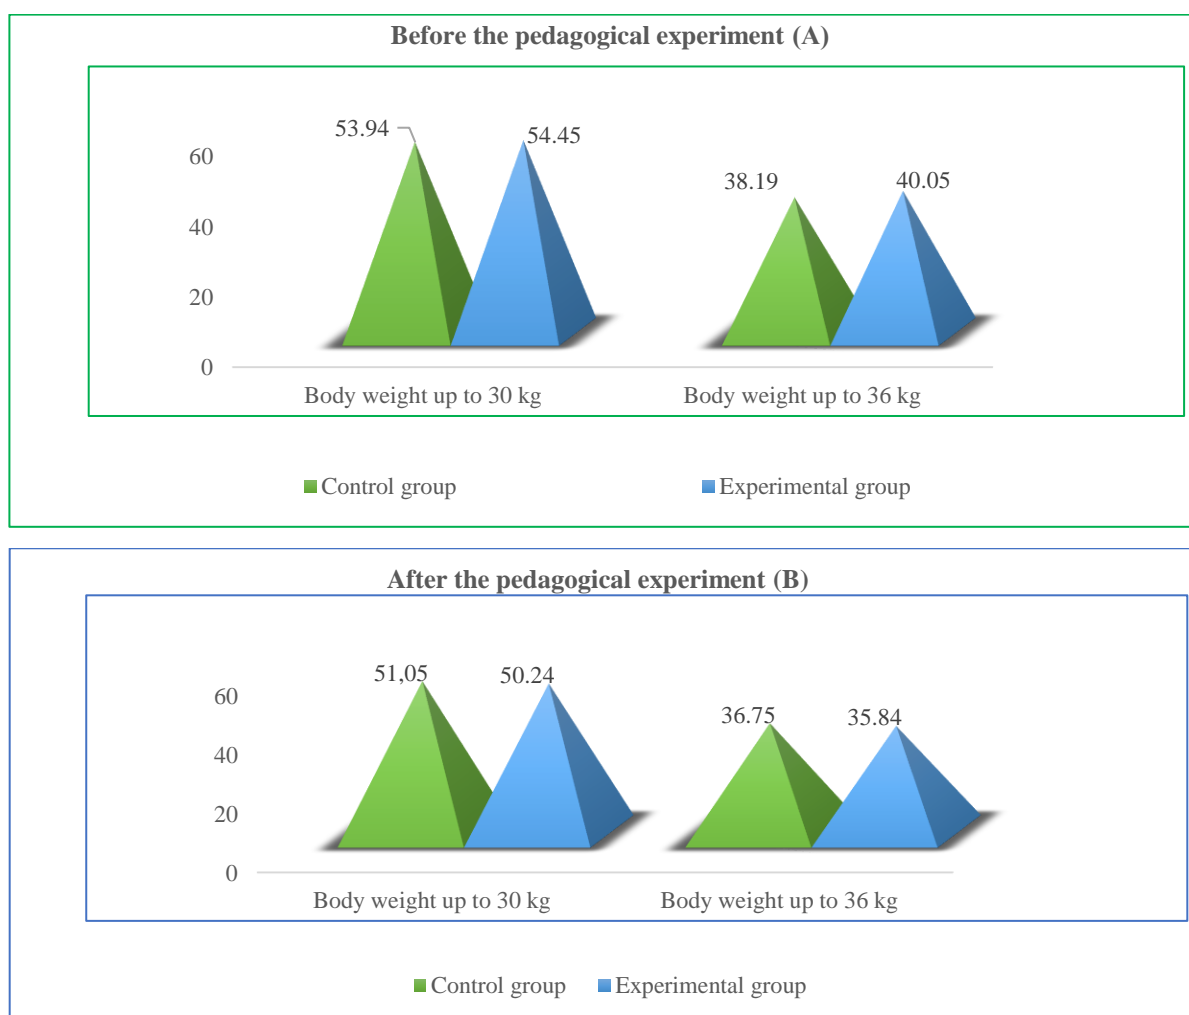 Before the pedagogical experiment (A)
53.94
54.45
38.19
40.05
60
40
20
0
Body weight up to 30 kg
Body weight up to 36 kg
Control group
Experimental group
After the pedagogical experiment (B)
51,05
50.24
36.75
35.84
60
40
20
0
Body weight up to 30 kg
Body weight up to 36 kg
Control group
Experimental group